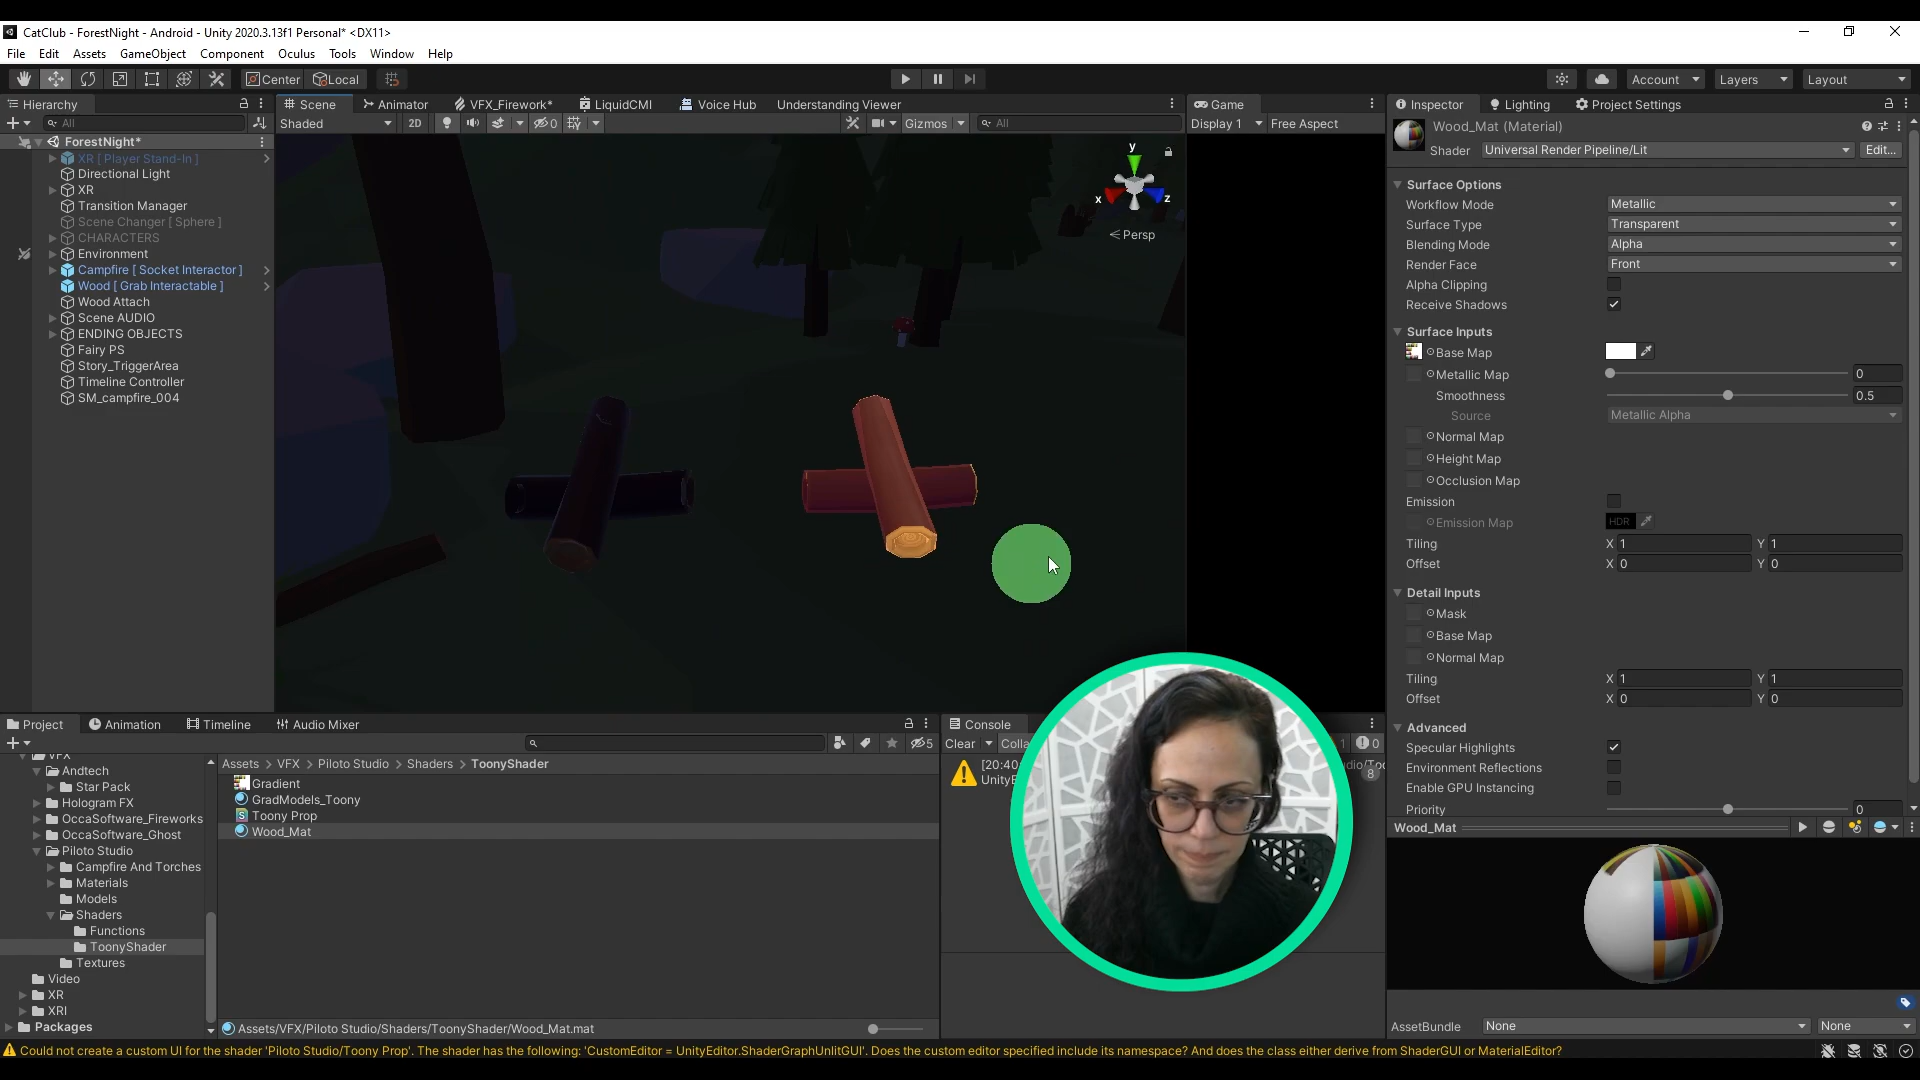 CatClub - ForestNight - Android - Unity 2020.3.13f1 Personal* <DX11>
File Edit Assets GameObject Component Oculus Tools Window Help
Center Local Account Layers Layout
Hierarchy Scene Animator VFX_Firework* LiquidCMI Voice Hub Understanding Viewer Game Inspector Lighting Project Settings
All Shaded 2D 0 Gizmos All Display 1 Free Aspect
Wood_Mat (Material)
Shader Universal Render Pipeline/Lit Edit...
ForestNight*
XR [ Player Stand-In ]
Directional Light
XR
Transition Manager
Scene Changer [ Sphere ]
CHARACTERS
Environment
Campfire [ Socket Interactor ]
Wood [ Grab Interactable ]
Wood Attach
Scene AUDIO
ENDING OBJECTS
Fairy PS
Story_TriggerArea
Timeline Controller
SM_campfire_004
y
x z
Persp
Surface Options
Workflow Mode Metallic
Surface Type Transparent
Blending Mode Alpha
Render Face Front
Alpha Clipping
Receive Shadows
Surface Inputs
Base Map
Metallic Map 0
Smoothness 0.5
Source Metallic Alpha
Normal Map
Height Map
Occlusion Map
Emission
Emission Map HDR
Tiling X 1 Y 1
Offset X 0 Y 0
Detail Inputs
Mask
Base Map
Normal Map
Tiling X 1 Y 1
Offset X 0 Y 0
Advanced
Specular Highlights
Environment Reflections
Enable GPU Instancing
Priority 0
Wood_Mat
AssetBundle None None
Project Animation Timeline Audio Mixer
5
VFX
Andtech
Star Pack
Hologram FX
OccaSoftware_Fireworks
OccaSoftware_Ghost
Piloto Studio
Campfire And Torches
Materials
Models
Shaders
Functions
ToonyShader
Textures
Video
XR
XRI
Packages
Assets > VFX > Piloto Studio > Shaders > ToonyShader
Gradient
GradModels_Toony
Toony Prop
Wood_Mat
Assets/VFX/Piloto Studio/Shaders/ToonyShader/Wood_Mat.mat
Console
Clear Colla 1 0
[20:40
UnityE
8
Could not create a custom UI for the shader 'Piloto Studio/Toony Prop'. The shader has the following: 'CustomEditor = UnityEditor.ShaderGraphUnlitGUI'. Does the custom editor specified include its namespace? And does the class either derive from ShaderGUI or MaterialEditor?